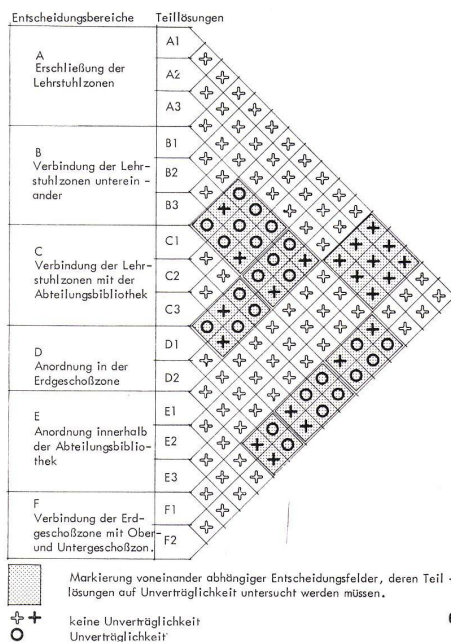 Entscheidungsbereiche Teillösungen
A
Erschließung der
Lehrstuhlzonen
A1
A2
A3
B
Verbindung der Lehr-
stuhlzonen unterein -
ander
B1
B2
B3
C
Verbindung der Lehr-
stuhlzonen mit der
Abteilungsbibliothek
C1
C2
C3
D
Anordnung in der
Erdgeschoßzone
D1
D2
E
Anordnung innerhalb
der Abteilungsbiblio-
thek
E1
E2
E3
F
Verbindung der Erd-
geschoßzone mit Ober-
und Untergeschoßzon.
F1
F2
Markierung voneinander abhängiger Entscheidungsfelder, deren Teil -
lösungen auf Unverträglichkeit untersucht werden müssen.
keine Unverträglichkeit
Unverträglichkeit